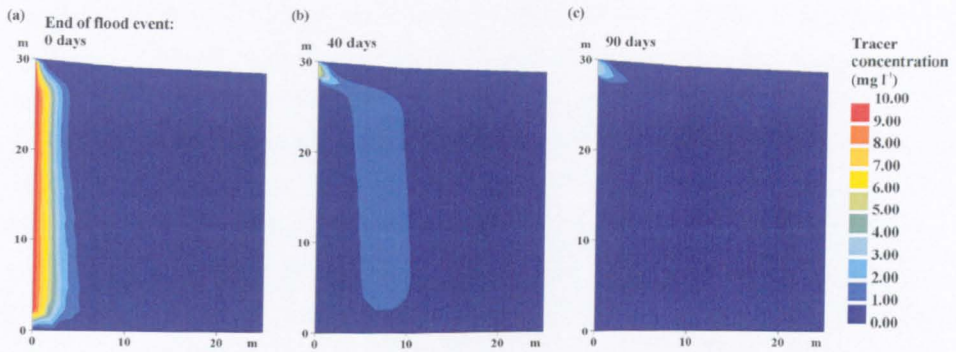 (a)
End of flood event:
0 days
m
30
20
10
0
0
10
20
m
(b)
40 days
m
30
20
10
0
0
10
m
(c)
90 days
m
30
20
10
0
0
10
20
m
Tracer
concentration
(mg l⁻¹)
10.00
9.00
8.00
7.00
6.00
5.00
4.00
3.00
2.00
1.00
0.00